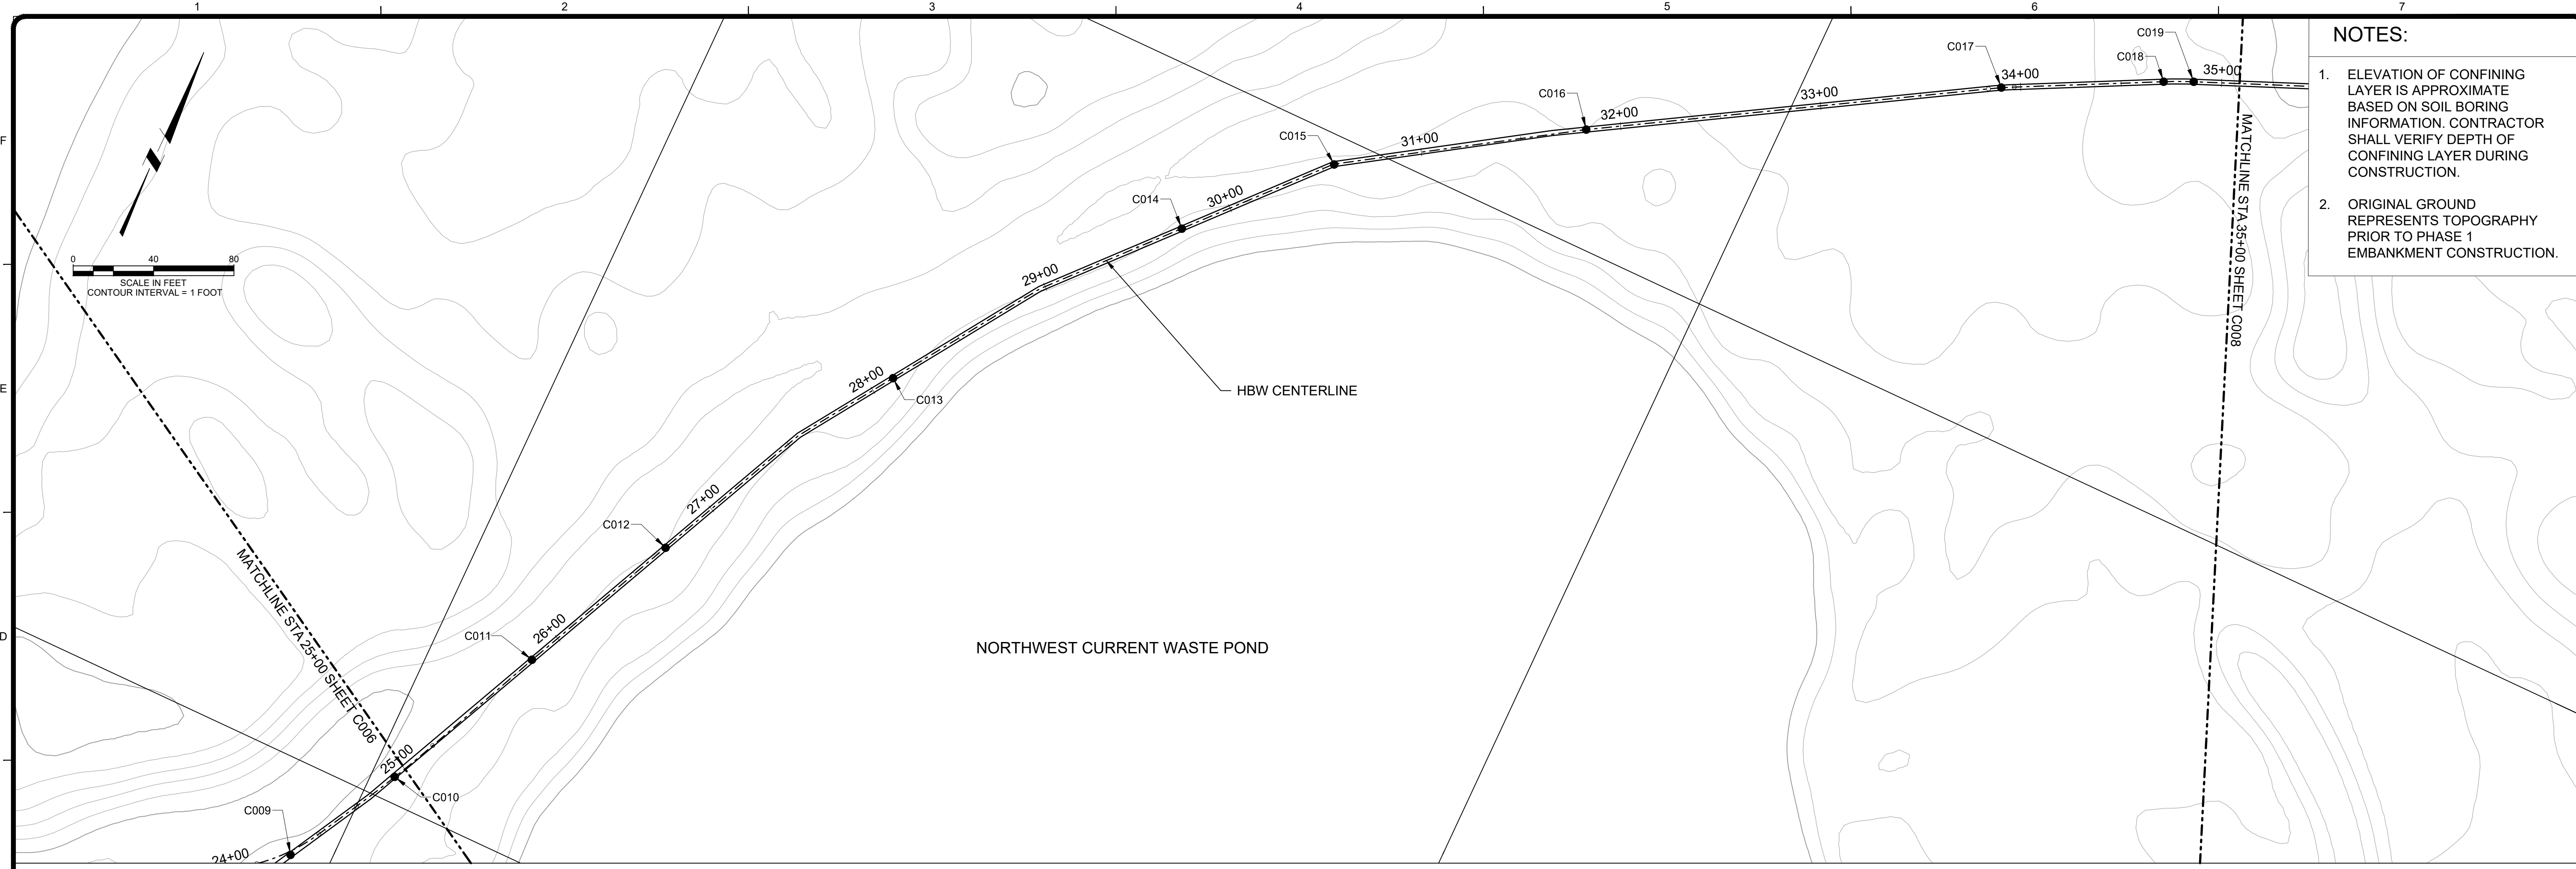 1 2 3 4 5 6 7
F
E
D
NOTES:
1. ELEVATION OF CONFINING
LAYER IS APPROXIMATE
BASED ON SOIL BORING
INFORMATION. CONTRACTOR
SHALL VERIFY DEPTH OF
CONFINING LAYER DURING
CONSTRUCTION.
2. ORIGINAL GROUND
REPRESENTS TOPOGRAPHY
PRIOR TO PHASE 1
EMBANKMENT CONSTRUCTION.
C019
C018
C017
35+00
34+00
33+00
C016
32+00
C015
31+00
C014
30+00
29+00
0 40 80
SCALE IN FEET
CONTOUR INTERVAL = 1 FOOT
28+00
C013
HBW CENTERLINE
27+00
C012
26+00
C011
NORTHWEST CURRENT WASTE POND
MATCHLINE STA 25+00 SHEET C006
MATCHLINE STA 35+00 SHEET C008
25+00
C010
C009
24+00